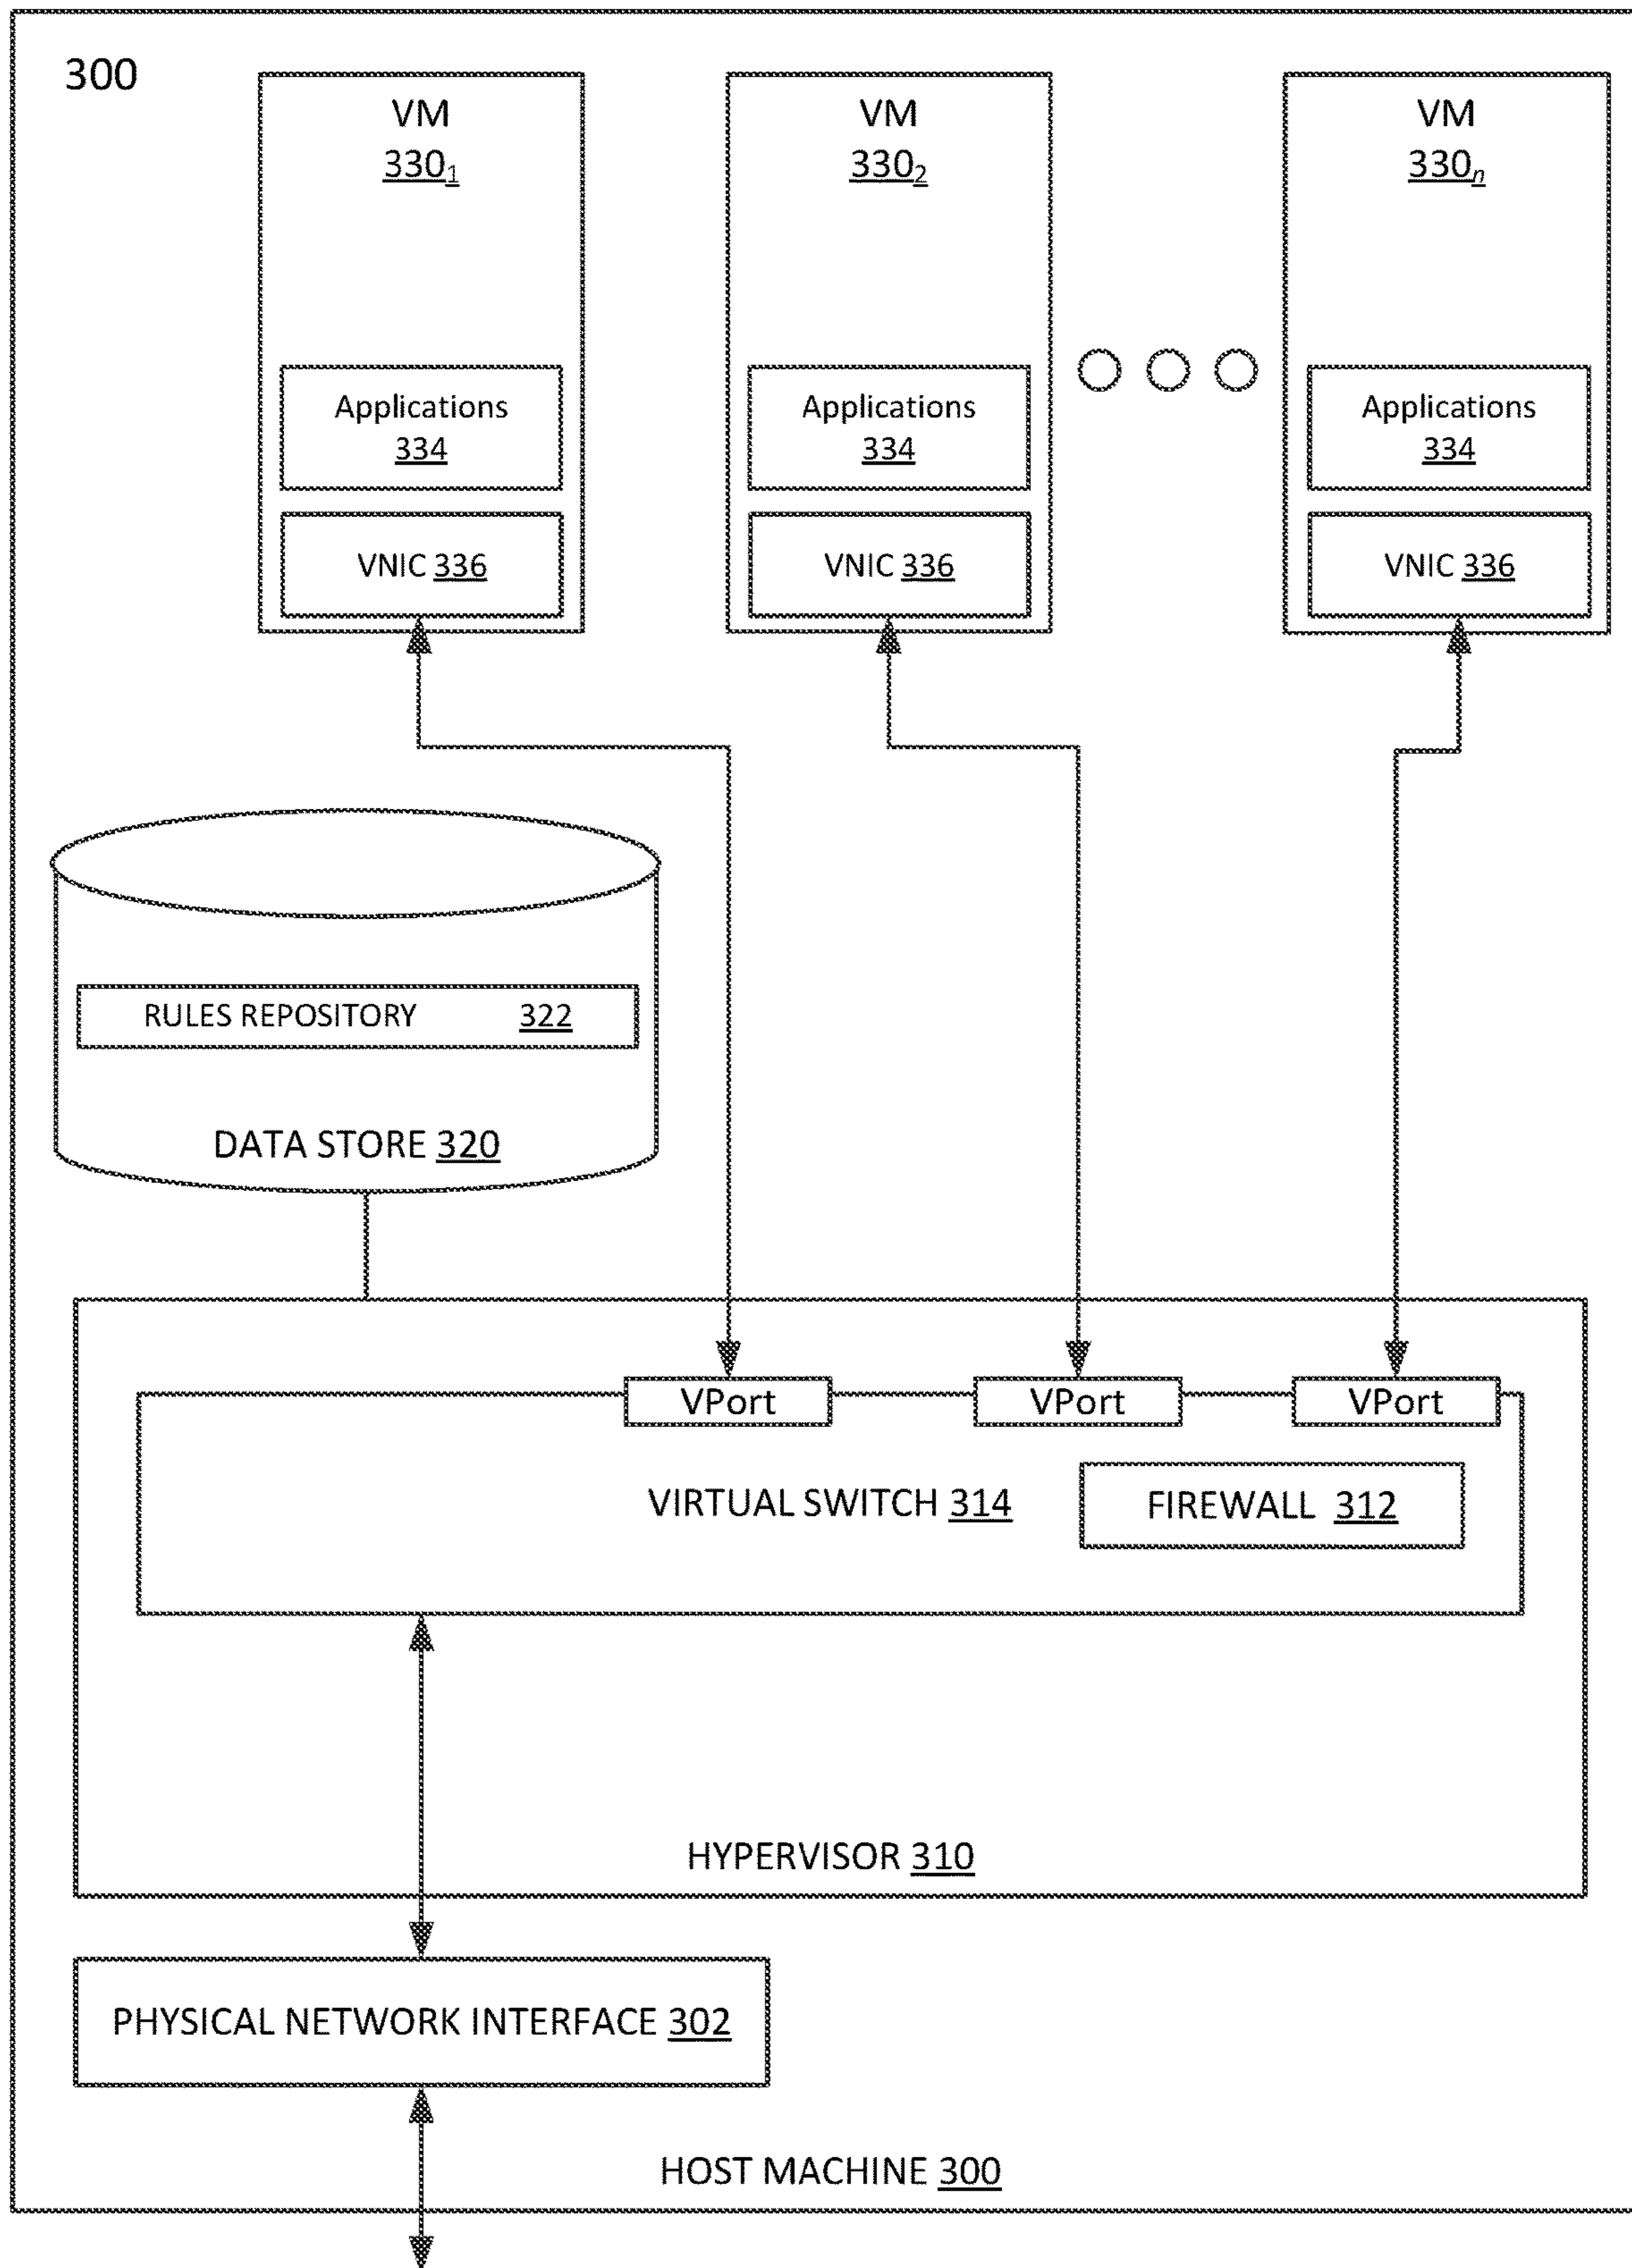 300
VM
330₁
VM
330₂
VM
330ₙ
Applications
334
Applications
334
Applications
334
VNIC 336
VNIC 336
VNIC 336
RULES REPOSITORY 322
DATA STORE 320
VPort
VPort
VPort
VIRTUAL SWITCH 314
FIREWALL 312
HYPERVISOR 310
PHYSICAL NETWORK INTERFACE 302
HOST MACHINE 300